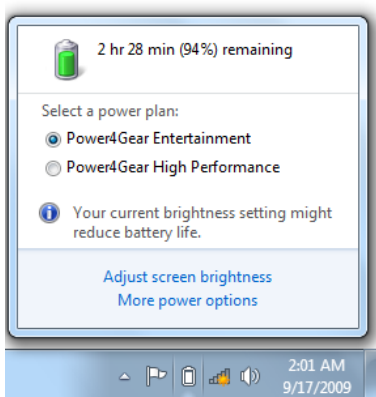 2 hr 28 min (94%) remaining
Select a power plan:
Power4Gear Entertainment
Power4Gear High Performance
Your current brightness setting might
reduce battery life.
Adjust screen brightness
More power options
2:01 AM
9/17/2009